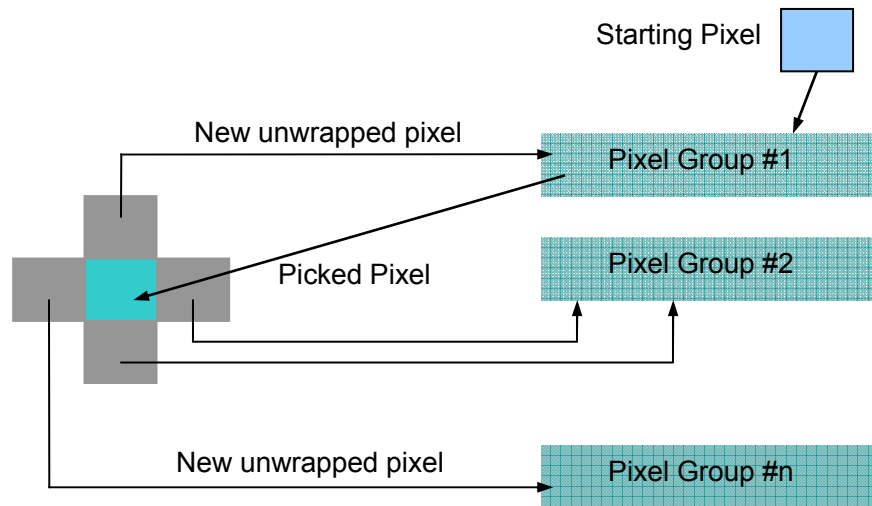 Starting Pixel
New unwrapped pixel
Pixel Group #1
Picked Pixel
Pixel Group #2
New unwrapped pixel
Pixel Group #n